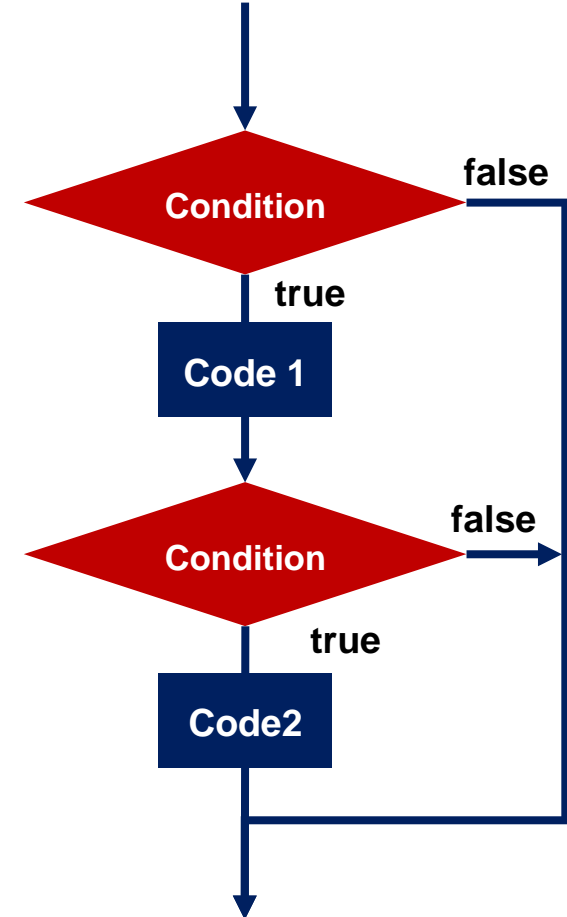 false
Condition
true
Code 1
false
Condition
true
Code2